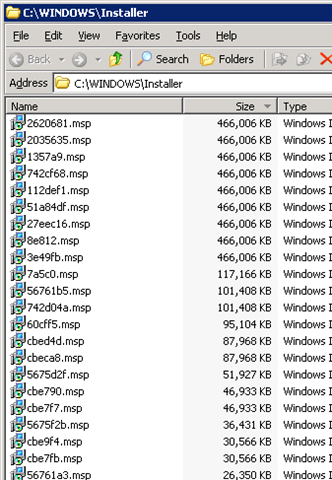 C:\WINDOWS\Installer
File Edit View Favorites Tools Help
Back Search Folders
Address C:\WINDOWS\Installer
Name Size Type
2620681.msp 466,006 KB Windows I
2035635.msp 466,006 KB Windows I
1357a9.msp 466,006 KB Windows I
742cf68.msp 466,006 KB Windows I
112def1.msp 466,006 KB Windows I
51a84df.msp 466,006 KB Windows I
27eec16.msp 466,006 KB Windows I
8e812.msp 466,006 KB Windows I
3e49fb.msp 466,006 KB Windows I
7a5c0.msp 117,166 KB Windows I
56761b5.msp 101,408 KB Windows I
742d04a.msp 101,408 KB Windows I
60cff5.msp 95,104 KB Windows I
cbed4d.msp 87,968 KB Windows I
cbeca8.msp 87,968 KB Windows I
5675d2f.msp 51,927 KB Windows I
cbe790.msp 46,933 KB Windows I
cbe7f7.msp 46,933 KB Windows I
5675f2b.msp 36,431 KB Windows I
cbe9f4.msp 30,566 KB Windows I
cbe7fb.msp 30,566 KB Windows I
56761a3.msp 26,350 KB Windows I